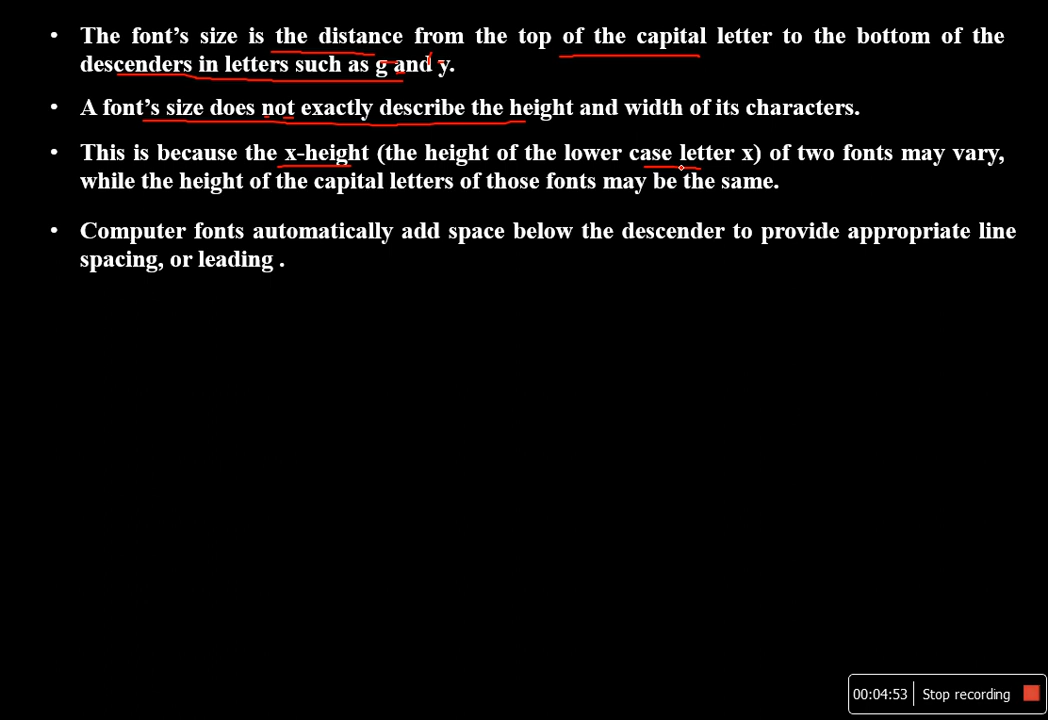 • The font’s size is the distance from the top of the capital letter to the bottom of the
descenders in letters such as g and y.
• A font’s size does not exactly describe the height and width of its characters.
• This is because the x-height (the height of the lower case letter x) of two fonts may vary,
while the height of the capital letters of those fonts may be the same.
• Computer fonts automatically add space below the descender to provide appropriate line
spacing, or leading .
00:04:53 Stop recording